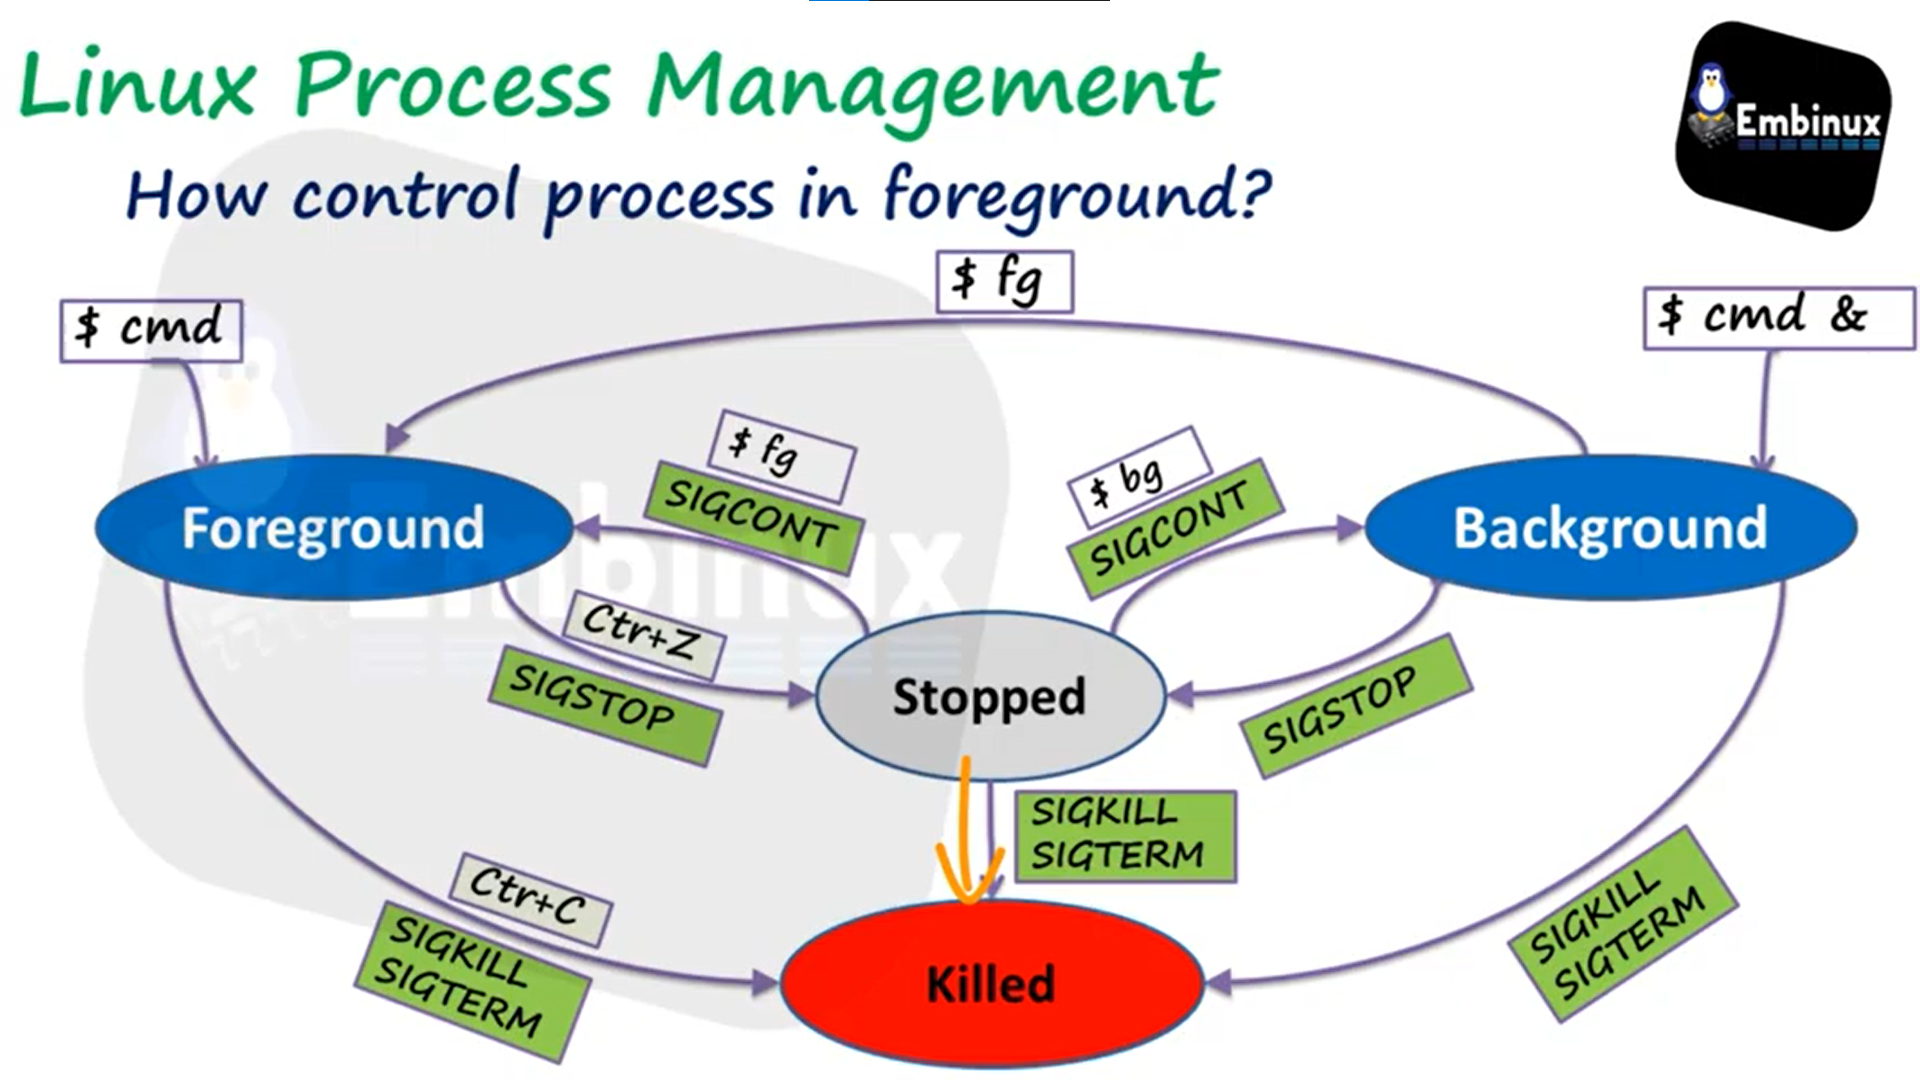 Linux Process Management
Embinux
How control process in foreground?
$ fg
$ cmd
$ cmd &
$ fg
SIGCONT
$ bg
SIGCONT
Foreground
Background
Embinux
Ctr+Z
SIGSTOP
Stopped
SIGSTOP
SIGKILL
SIGTERM
Ctr+C
SIGKILL
SIGTERM
Killed
SIGKILL
SIGTERM